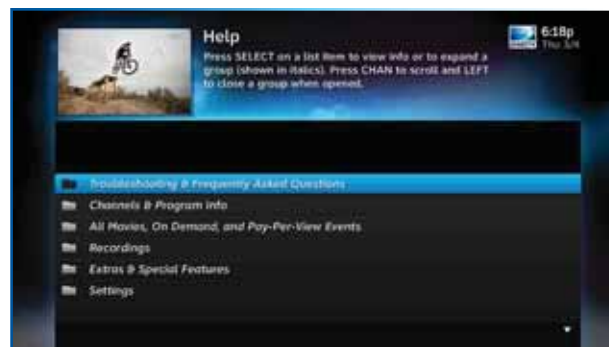 Help
Press SELECT on a list item to view info or to expand a
group (shown in italics). Press CHAN to scroll and LEFT
to close a group when opened.
6:18p
Thu 3/4
Troubleshooting & Frequently Asked Questions
Channels & Program Info
All Movies, On Demand, and Pay-Per-View Events
Recordings
Extras & Special Features
Settings